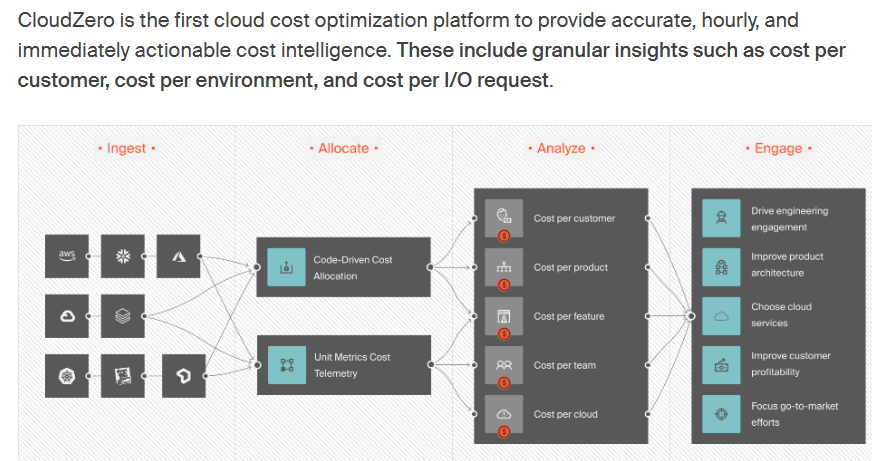 CloudZero is the first cloud cost optimization platform to provide accurate, hourly, and
immediately actionable cost intelligence. These include granular insights such as cost per
customer, cost per environment, and cost per I/O request.
• Ingest •
• Allocate •
• Analyze •
• Engage •
aws
Code-Driven Cost
Allocation
Unit Metrics Cost
Telemetry
Cost per customer
Cost per product
Cost per feature
Cost per team
Cost per cloud
Drive engineering
engagement
Improve product
architecture
Choose cloud
services
Improve customer
profitability
Focus go-to-market
efforts